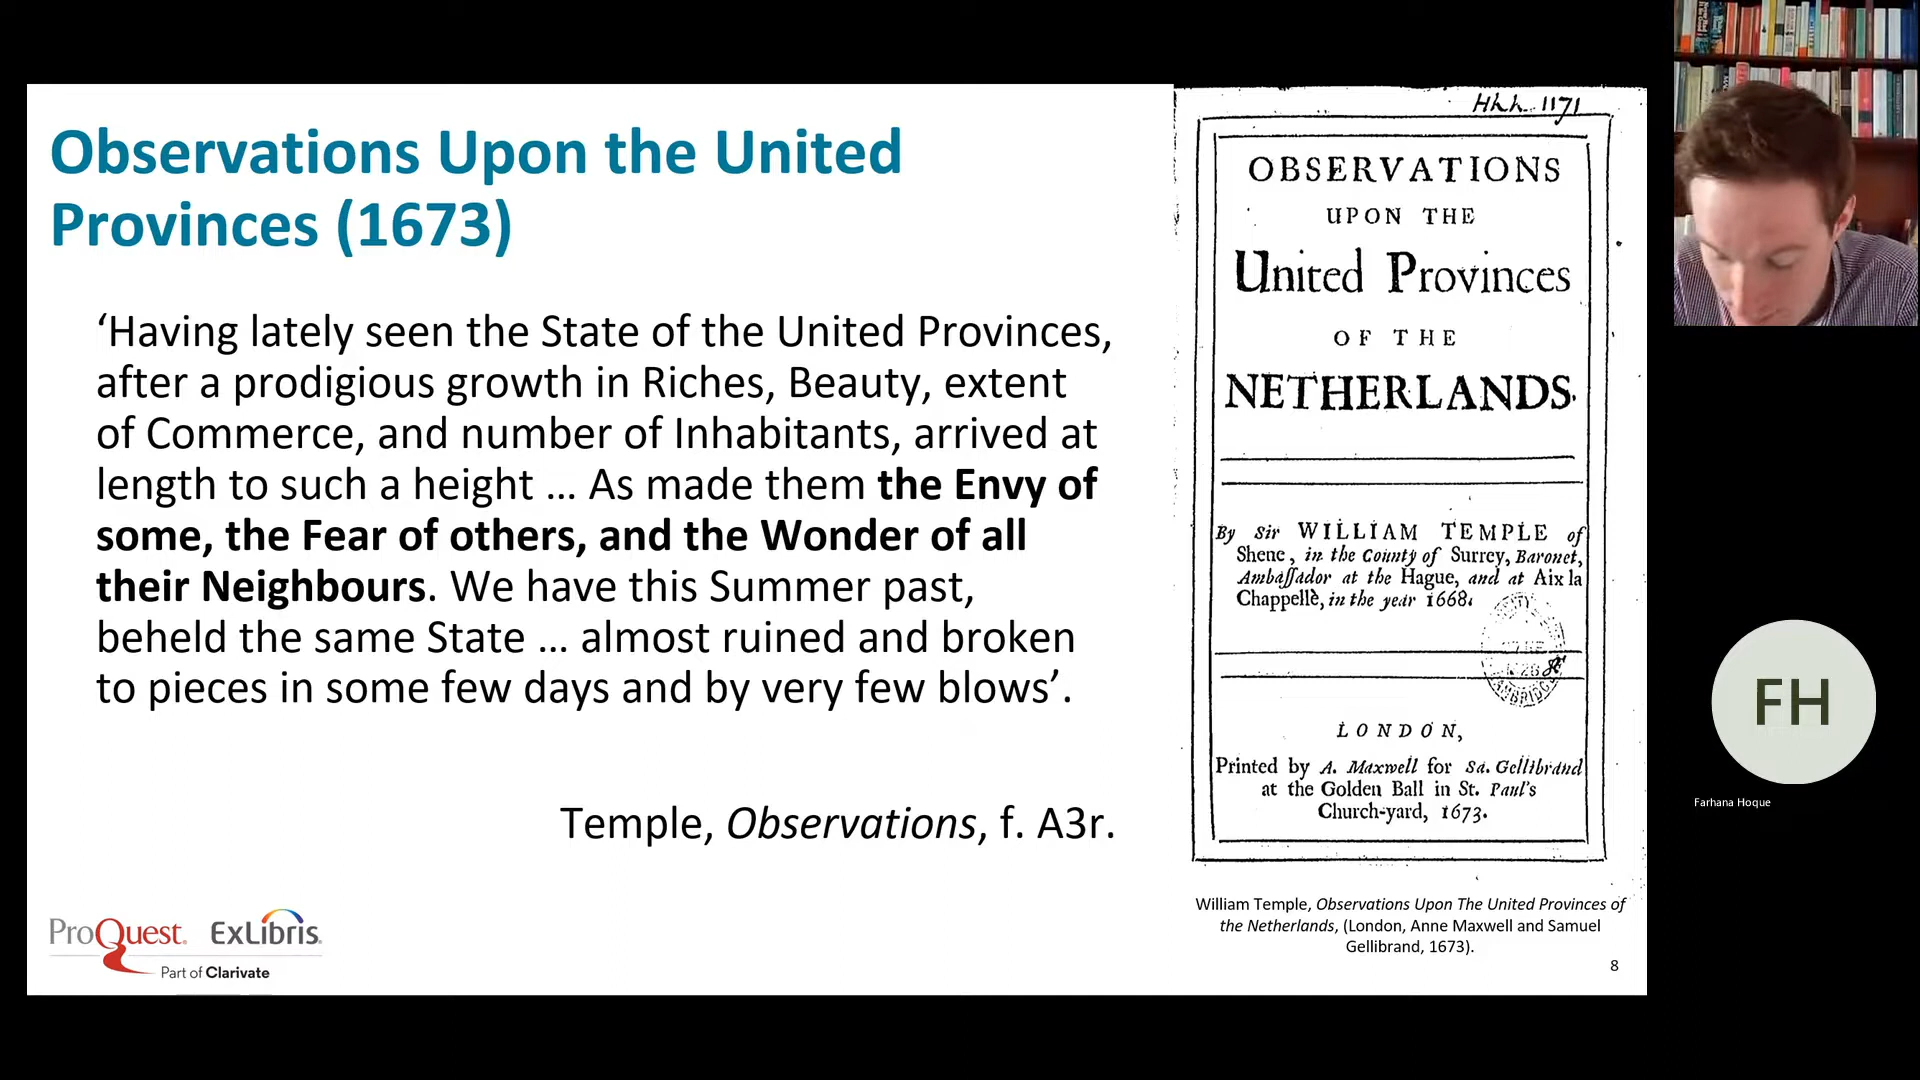 Observations Upon the United
Provinces (1673)
‘Having lately seen the State of the United Provinces,
after a prodigious growth in Riches, Beauty, extent
of Commerce, and number of Inhabitants, arrived at
length to such a height … As made them the Envy of
some, the Fear of others, and the Wonder of all
their Neighbours. We have this Summer past,
beheld the same State … almost ruined and broken
to pieces in some few days and by very few blows’.
Temple, Observations, f. A3r.
ProQuest. ExLibris.
Part of Clarivate
Hhh. 1171
OBSERVATIONS
UPON THE
United Provinces
OF THE
NETHERLANDS.
By Sir WILLIAM TEMPLE of
Shene, in the County of Surrey, Baronet,
Ambassador at the Hague, and at Aix la
Chappelle, in the year 1668.
LONDON,
Printed by A. Maxwell for Sa. Gellibrand
at the Golden Ball in St. Paul's
Church-yard, 1673.
William Temple, Observations Upon The United Provinces of
the Netherlands, (London, Anne Maxwell and Samuel
Gellibrand, 1673).
8
FH
Farhana Hoque